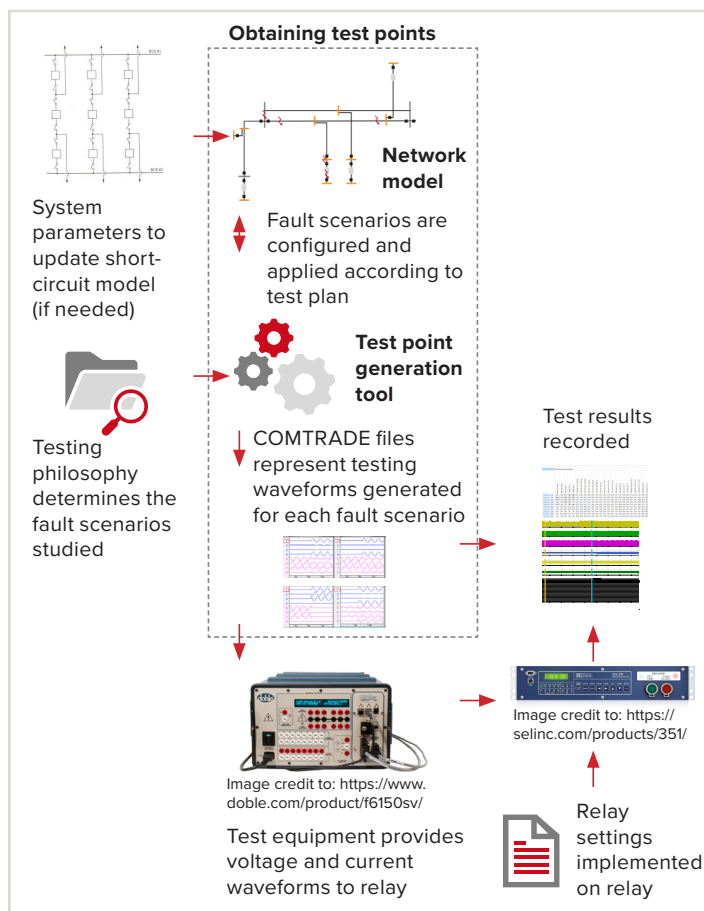 Obtaining test points
Network
model
System
parameters to
update short-
circuit model
(if needed)
Fault scenarios are
configured and
applied according to
test plan
Test point
generation
tool
Testing
philosophy
determines the
fault scenarios
studied
COMTRADE files
represent testing
waveforms generated
for each fault scenario
Test results
recorded
Image credit to: https://www.
doble.com/product/f6150sv/
Test equipment provides
voltage and current
waveforms to relay
Image credit to: https://
selinc.com/products/351/
Relay
settings
implemented
on relay